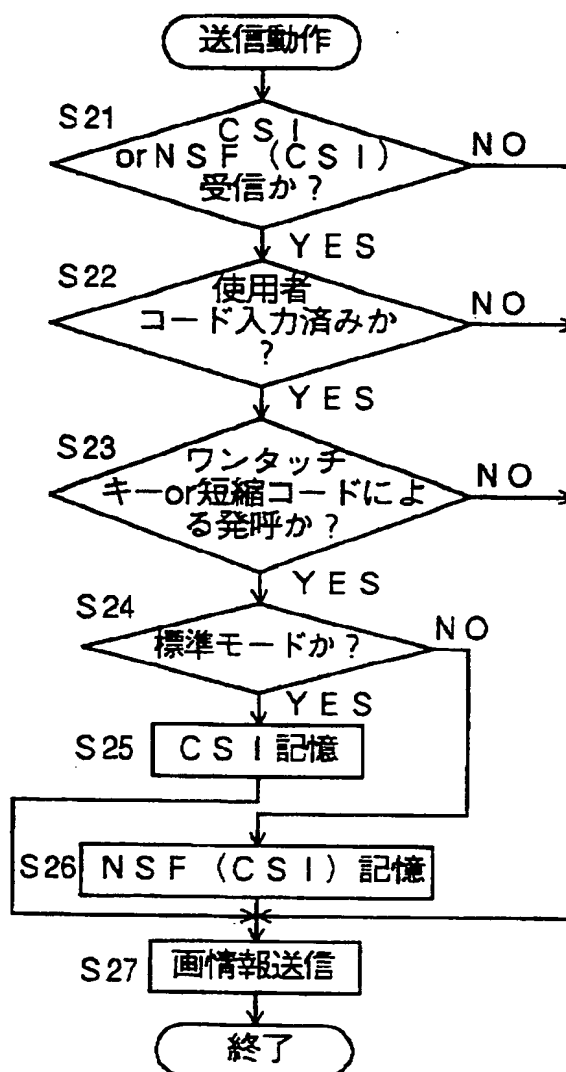 送信動作
S21
CSI
orNSF(CSI)
受信か?
NO
YES
S22
使用者
コード入力済みか
?
NO
YES
S23
ワンタッチ
キーor短縮コードによ
る発呼か?
NO
YES
S24
標準モードか?
NO
YES
S25
CSI記憶
S26
NSF(CSI)記憶
S27
画情報送信
終了